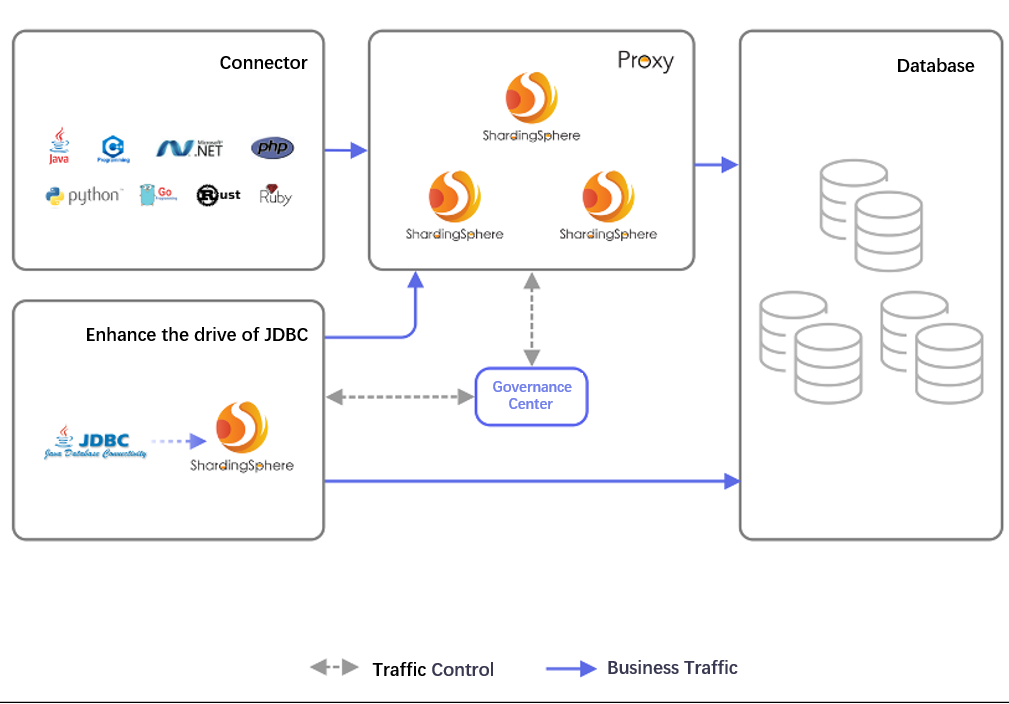 Connector
Java
C++
Programming
Microsoft
.NET
php
python
Go
Programming
Rust
Ruby
Proxy
ShardingSphere
ShardingSphere
ShardingSphere
Database
Enhance the drive of JDBC
JDBC
Java Database Connectivity
ShardingSphere
Governance
Center
Traffic Control
Business Traffic